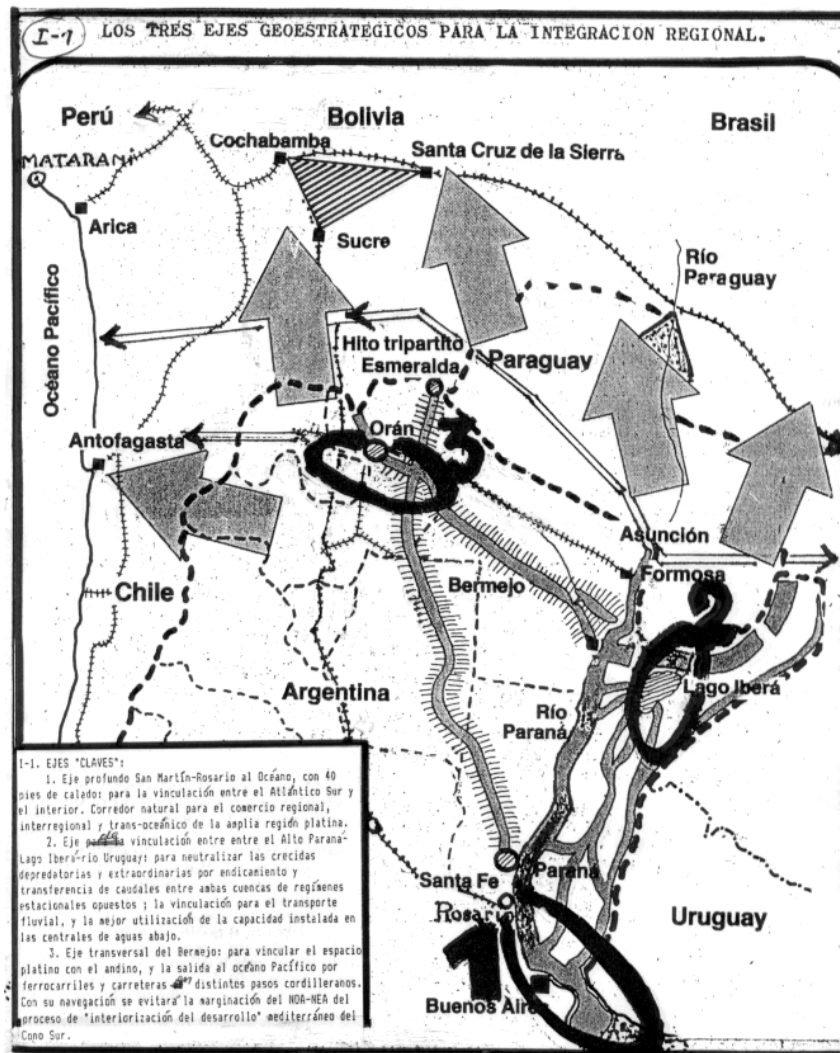 I-1
LOS TRES EJES GEOESTRATEGICOS PARA LA INTEGRACION REGIONAL.
Perú
Bolivia
Brasil
Cochabamba
Santa Cruz de la Sierra
MATARANI
Arica
Sucre
Río
Paraguay
Océano Pacífico
Hito tripartito
Esmeralda
Paraguay
Orán
3
Antofagasta
Asunción
Formosa
Chile
Bermejo
2
Lago Iberá
Argentina
Río
Paraná
Santa Fe
Paraná
Rosario
Uruguay
1
Buenos Aires
I-1. EJES "CLAVES":
1. Eje profundo San Martín-Rosario al Océano, con 40
pies de calado: para la vinculación entre el Atlántico Sur y
el interior. Corredor natural para el comercio regional,
interregional y trans-oceánico de la amplia región platina.
2. Eje de vinculación entre entre el Alto Paraná-
Lago Iberá-río Uruguay: para neutralizar las crecidas
depredatorias y extraordinarias por endicamiento y
transferencia de caudales entre ambas cuencas de regímenes
estacionales opuestos ; la vinculación para el transporte
fluvial, y la mejor utilización de la capacidad instalada en
las centrales de aguas abajo.
3. Eje transversal del Bermejo: para vincular el espacio
platino con el andino, y la salida al océano Pacífico por
ferrocarriles y carreteras por distintos pasos cordilleranos.
Con su navegación se evitará la marginación del NOA-NEA del
proceso de "interiorización del desarrollo" mediterráneo del
Cono Sur.